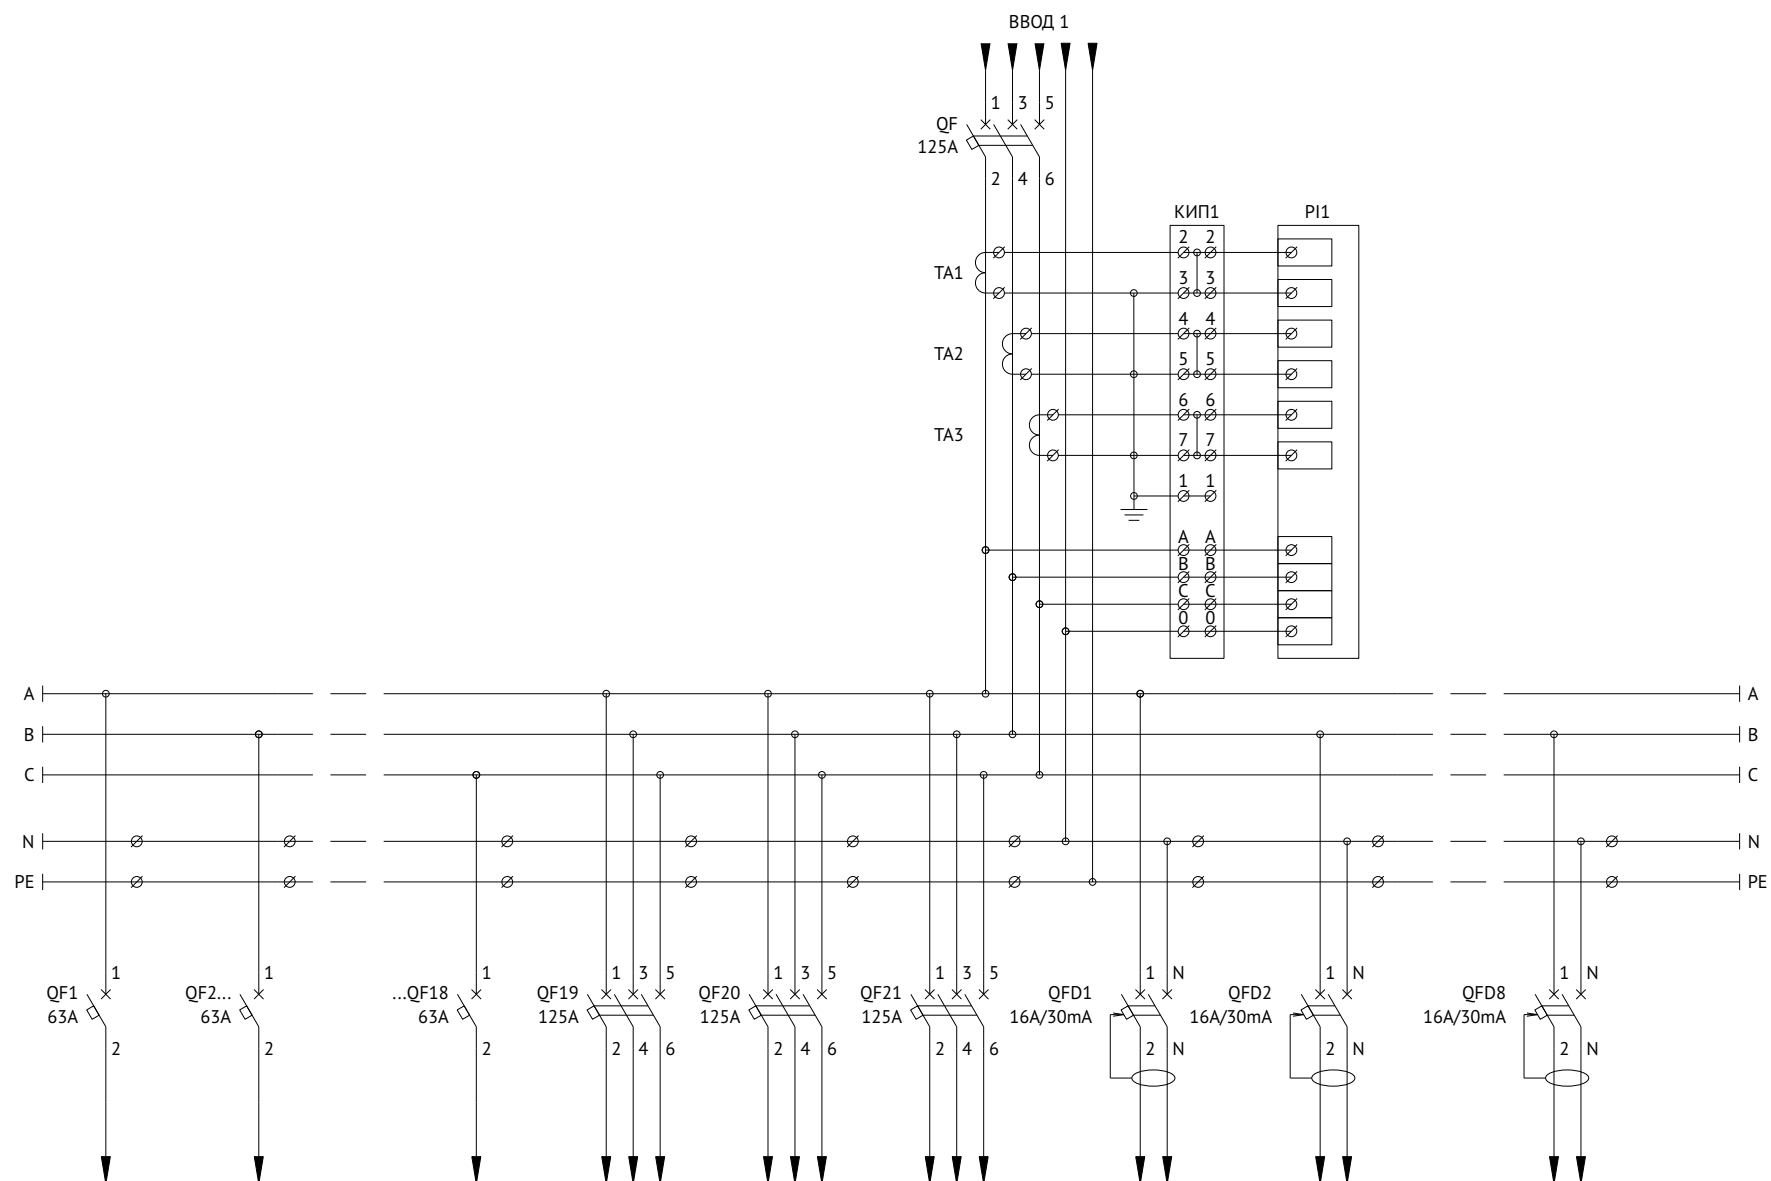 ВВОД 1
1 3 5
QF
125A
2 4 6
КИП1 PI1
2 2
TA1
3 3
4 4
TA2
5 5
6 6
TA3
7 7
1 1
A A
B B
C C
0 0
A A
B B
C C
N N
PE PE
1 1 1 1 3 5 1 3 5 1 3 5 1 N 1 N 1 N
QF1 QF2... ...QF18 QF19 QF20 QF21 QFD1 QFD2 QFD8
63A 63A 63A 125A 125A 125A 16A/30mA 16A/30mA 16A/30mA
2 2 2 2 4 6 2 4 6 2 4 6 2 N 2 N 2 N